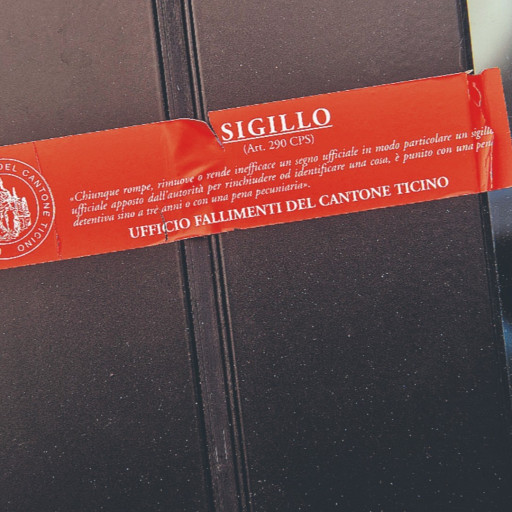 SIGILLO
(Art. 290 CPS)
«Chiunque rompe, rimuove o rende inefficace un segno ufficiale in modo particolare un sigillo
ufficiale apposto dall'autorità per rinchiudere od identificare una cosa, è punito con una pena
detentiva sino a tre anni o con una pena pecuniaria».
UFFICIO FALLIMENTI DEL CANTONE TICINO
DEL CANTONE TICINO